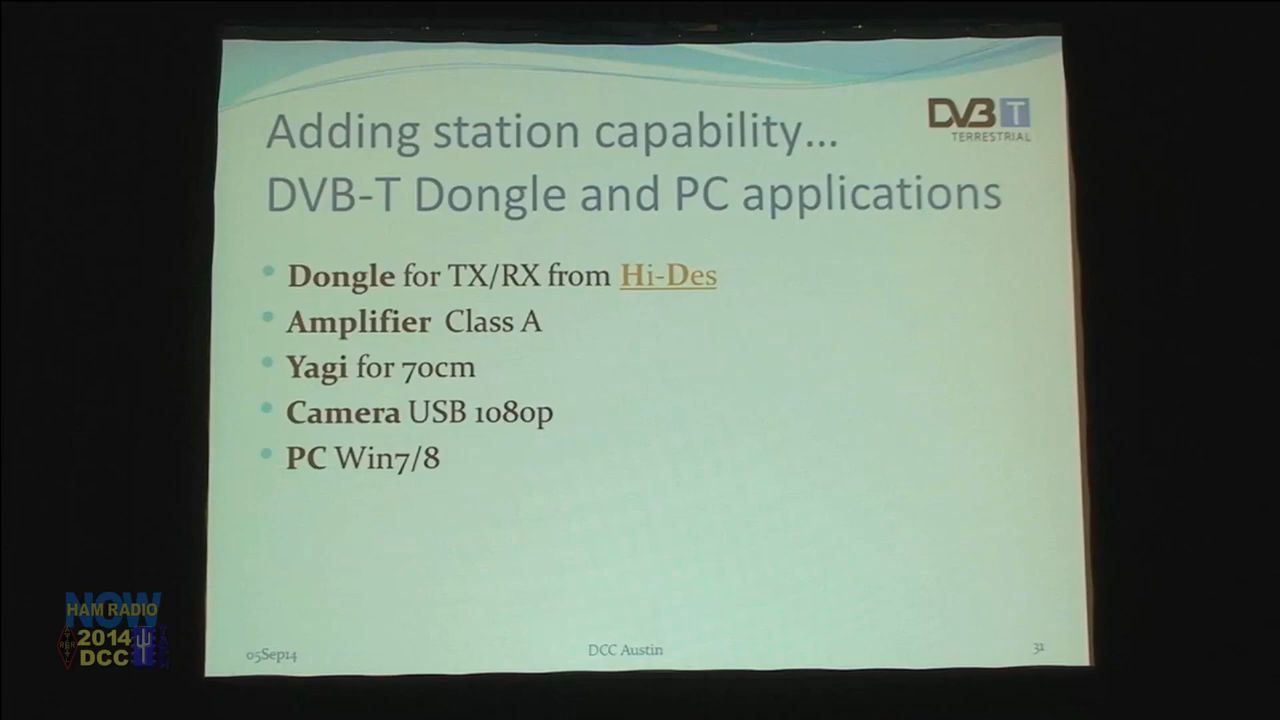 Adding station capability...
DVB-T Dongle and PC applications
DVB T
TERRESTRIAL
• Dongle for TX/RX from Hi-Des
• Amplifier Class A
• Yagi for 70cm
• Camera USB 1080p
• PC Win7/8
05Sep14
DCC Austin
31
NOW
HAM RADIO
2014
DCC